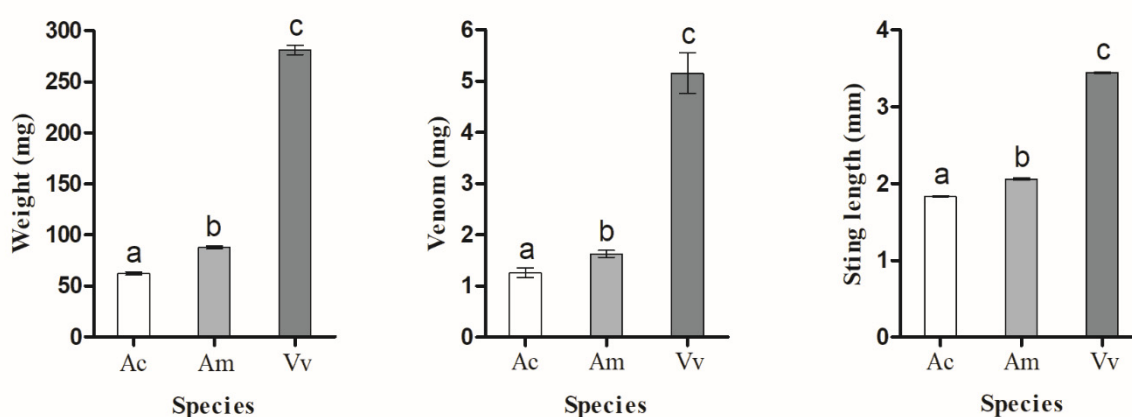 Weight (mg)
300
250
200
150
100
50
0
a
b
c
Ac Am Vv
Species
Venom (mg)
6
5
4
3
2
1
0
a
b
c
Ac Am Vv
Species
Sting length (mm)
4
3
2
1
0
a
b
c
Ac Am Vv
Species